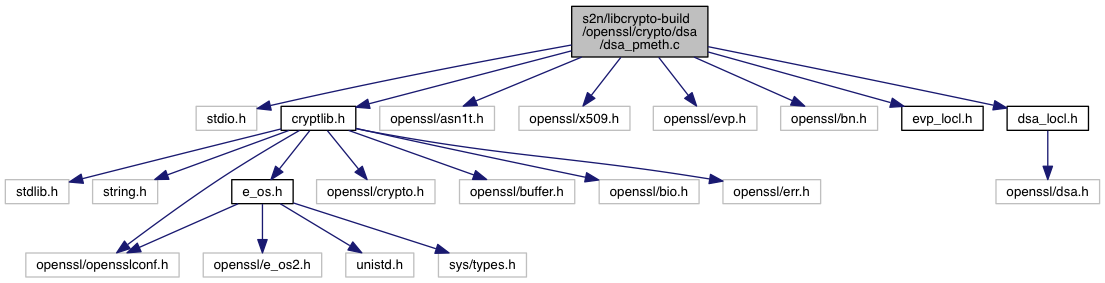 s2n/libcrypto-build
/openssl/crypto/dsa
/dsa_pmeth.c
stdio.h
cryptlib.h
openssl/asn1t.h
openssl/x509.h
openssl/evp.h
openssl/bn.h
evp_locl.h
dsa_locl.h
stdlib.h
string.h
e_os.h
openssl/crypto.h
openssl/buffer.h
openssl/bio.h
openssl/err.h
openssl/dsa.h
openssl/opensslconf.h
openssl/e_os2.h
unistd.h
sys/types.h